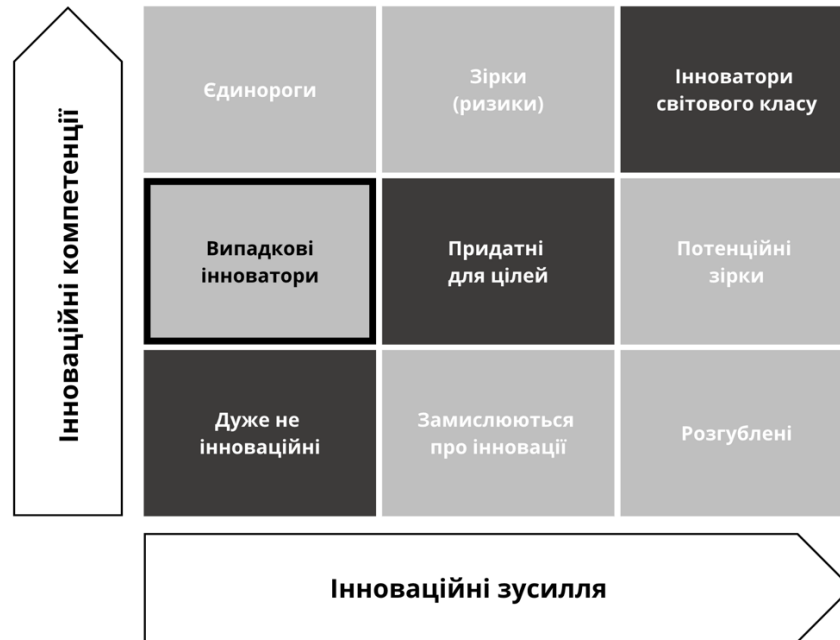 Інноваційні компетенції
Єдинороги
Зірки
(ризики)
Інноватори
світового класу
Випадкові
інноватори
Придатні
для цілей
Потенційні
зірки
Дуже не
інноваційні
Замислюються
про інновації
Розгублені
Інноваційні зусилля